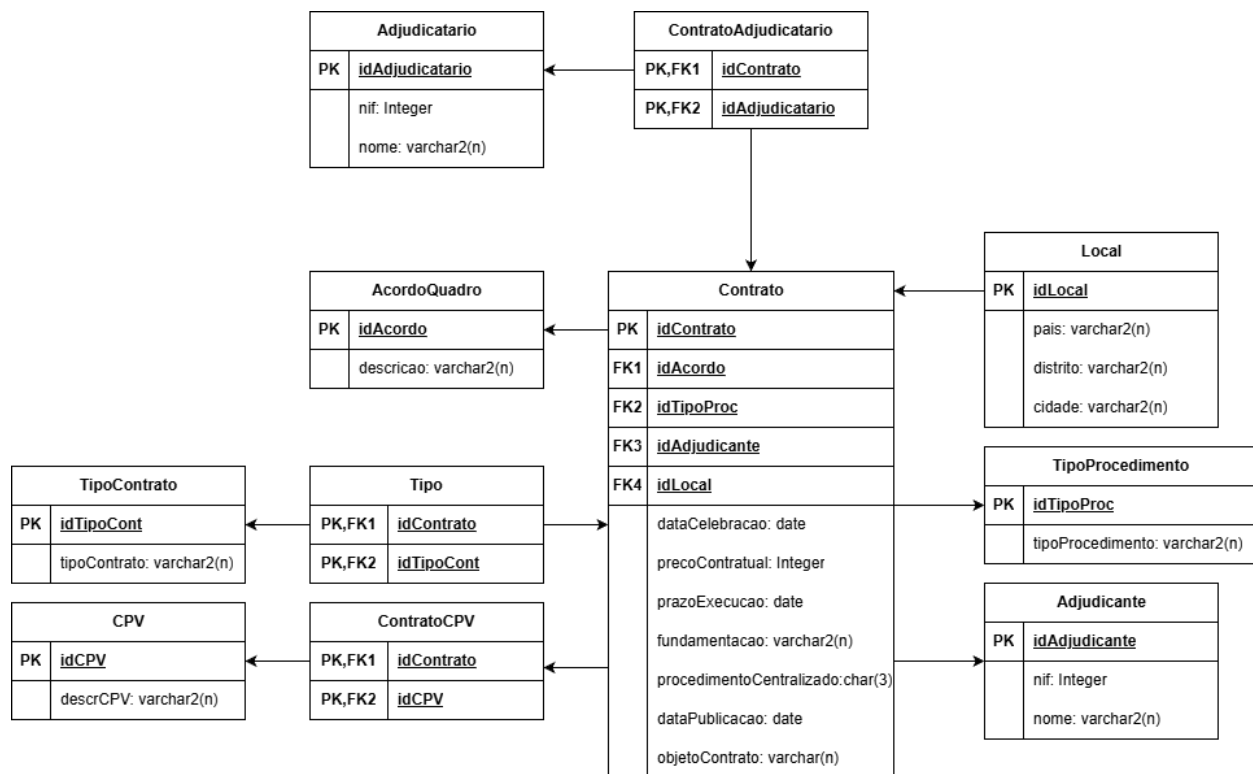 Adjudicatario
PK idAdjudicatario
nif: Integer
nome: varchar2(n)
ContratoAdjudicatario
PK,FK1 idContrato
PK,FK2 idAdjudicatario
AcordoQuadro
PK idAcordo
descricao: varchar2(n)
Contrato
PK idContrato
FK1 idAcordo
FK2 idTipoProc
FK3 idAdjudicante
FK4 idLocal
dataCelebracao: date
precoContratual: Integer
prazoExecucao: date
fundamentacao: varchar2(n)
procedimentoCentralizado:char(3)
dataPublicacao: date
objetoContrato: varchar(n)
Local
PK idLocal
pais: varchar2(n)
distrito: varchar2(n)
cidade: varchar2(n)
TipoContrato
PK idTipoCont
tipoContrato: varchar2(n)
Tipo
PK,FK1 idContrato
PK,FK2 idTipoCont
TipoProcedimento
PK idTipoProc
tipoProcedimento: varchar2(n)
CPV
PK idCPV
descrCPV: varchar2(n)
ContratoCPV
PK,FK1 idContrato
PK,FK2 idCPV
Adjudicante
PK idAdjudicante
nif: Integer
nome: varchar2(n)